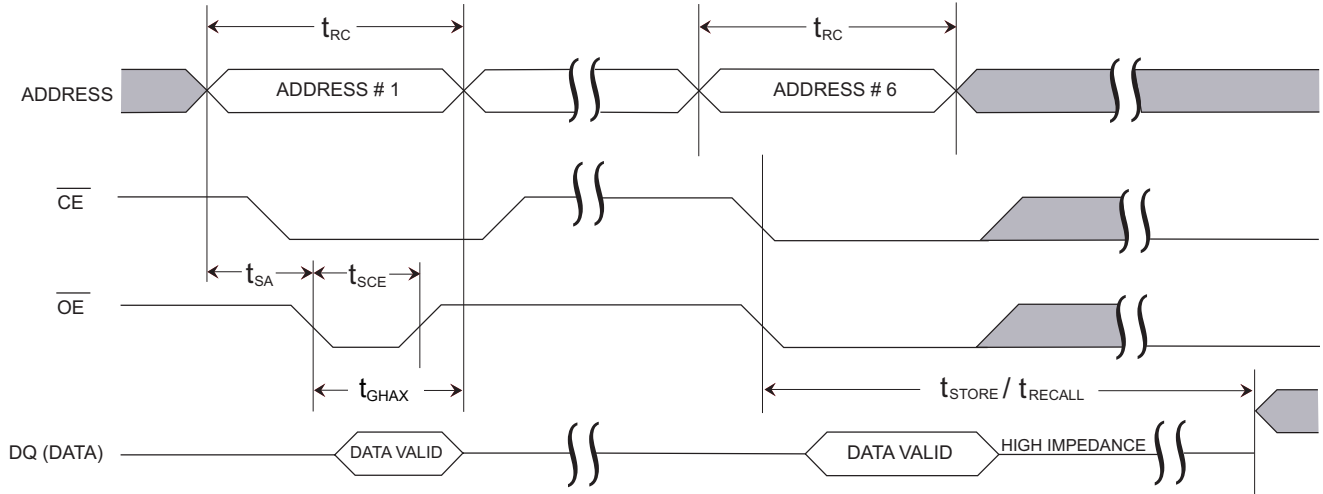 tRC
tRC
ADDRESS
ADDRESS # 1
ADDRESS # 6
CE
tSA
tSCE
OE
tGHAX
tSTORE / tRECALL
DQ (DATA)
DATA VALID
DATA VALID
HIGH IMPEDANCE